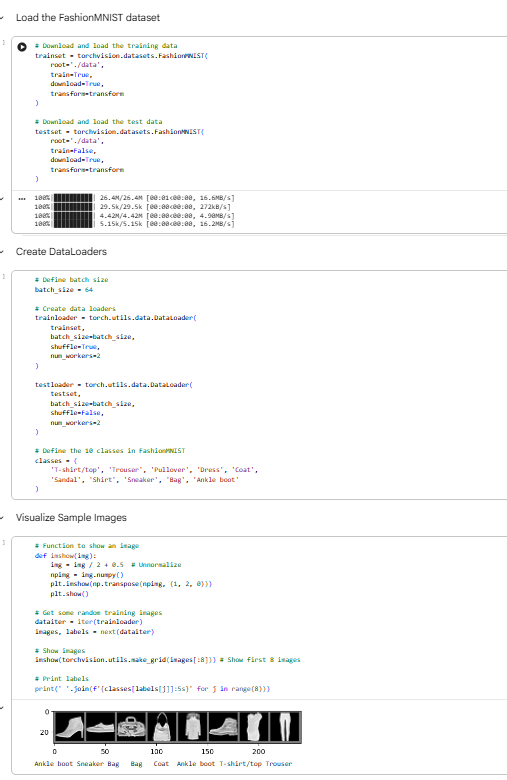 Load the FashionMNIST dataset
# Download and load the training data
trainset = torchvision.datasets.FashionMNIST(
root='./data',
train=True,
download=True,
transform=transform
)
# Download and load the test data
testset = torchvision.datasets.FashionMNIST(
root='./data',
train=False,
download=True,
transform=transform
)
100%|██████████| 26.4M/26.4M [00:01<00:00, 16.6MB/s]
100%|██████████| 29.5k/29.5k [00:00<00:00, 272kB/s]
100%|██████████| 4.42M/4.42M [00:00<00:00, 4.90MB/s]
100%|██████████| 5.15k/5.15k [00:00<00:00, 16.2MB/s]
Create DataLoaders
# Define batch size
batch_size = 64
# Create data loaders
trainloader = torch.utils.data.DataLoader(
trainset,
batch_size=batch_size,
shuffle=True,
num_workers=2
)
testloader = torch.utils.data.DataLoader(
testset,
batch_size=batch_size,
shuffle=False,
num_workers=2
)
# Define the 10 classes in FashionMNIST
classes = (
'T-shirt/top', 'Trouser', 'Pullover', 'Dress', 'Coat',
'Sandal', 'Shirt', 'Sneaker', 'Bag', 'Ankle boot'
)
Visualize Sample Images
# Function to show an image
def imshow(img):
img = img / 2 + 0.5 # Unnormalize
npimg = img.numpy()
plt.imshow(np.transpose(npimg, (1, 2, 0)))
plt.show()
# Get some random training images
dataiter = iter(trainloader)
images, labels = next(dataiter)
# Show images
imshow(torchvision.utils.make_grid(images[:8])) # Show first 8 images
# Print labels
print(' '.join(f'{classes[labels[j]]:5s}' for j in range(8)))
0
20
0 50 100 150 200
Ankle boot Sneaker Bag Bag Coat Ankle boot T-shirt/top Trouser